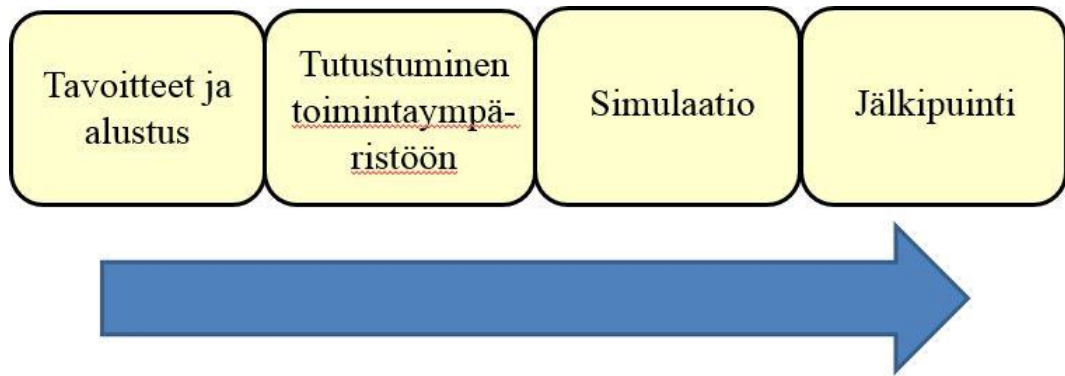 Tavoitteet ja
alustus
Tutustuminen
toimintaympä-
ristöön
Simulaatio
Jälkipuinti